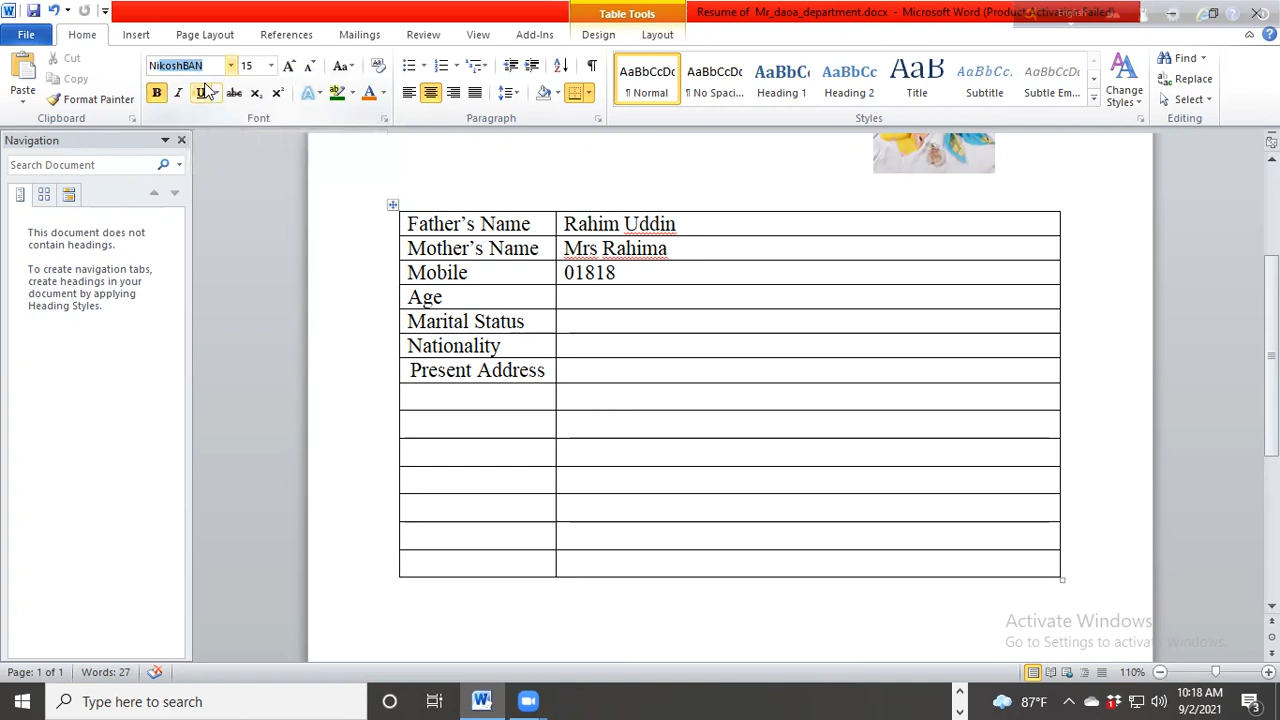 Table Tools
Resume of Mr_daoa_department.docx - Microsoft Word (Product Activation Failed)
English
File
Home
Insert
Page Layout
References
Mailings
Review
View
Add-Ins
Design
Layout
Paste
Cut
Copy
Format Painter
Clipboard
NikoshBAN
15
Font
Paragraph
AaBbCcDc
¶ Normal
AaBbCcDc
¶ No Spaci...
AaBbCc
Heading 1
AaBbCc
Heading 2
AaB
Title
AaBbCc.
Subtitle
AaBbCcDc
Subtle Em...
Change
Styles
Styles
Find
Replace
Select
Editing
Navigation
Search Document
This document does not
contain headings.
To create navigation tabs,
create headings in your
document by applying
Heading Styles.
Father’s Name Rahim Uddin
Mother’s Name Mrs Rahima
Mobile 01818
Age
Marital Status
Nationality
Present Address
Activate Windows
Go to Settings to activate Windows.
Page: 1 of 1
Words: 27
110%
Type here to search
87°F
10:18 AM
9/2/2021
3